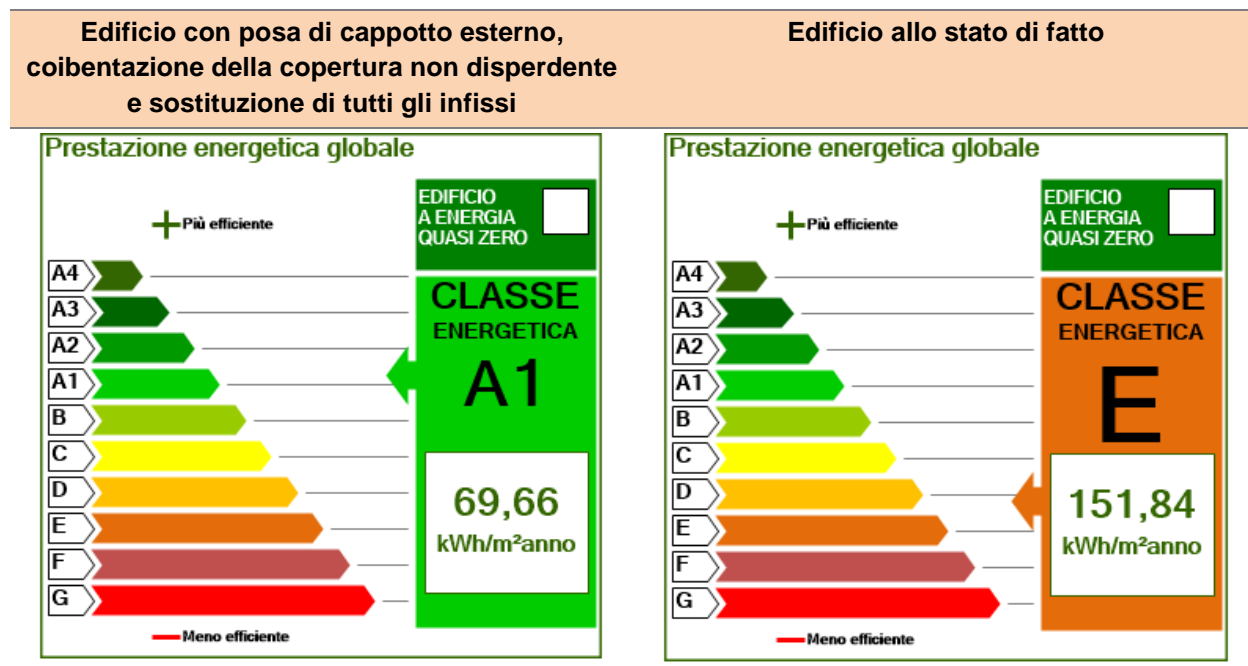 Edificio con posa di cappotto esterno,
coibentazione della copertura non disperdente
e sostituzione di tutti gli infissi
Edificio allo stato di fatto
Prestazione energetica globale
EDIFICIO
A ENERGIA
QUASI ZERO
Più efficiente
A4
A3
A2
A1
B
C
D
E
F
G
Meno efficiente
CLASSE
ENERGETICA
A1
69,66
kWh/m²anno
Prestazione energetica globale
EDIFICIO
A ENERGIA
QUASI ZERO
Più efficiente
A4
A3
A2
A1
B
C
D
E
F
G
Meno efficiente
CLASSE
ENERGETICA
E
151,84
kWh/m²anno